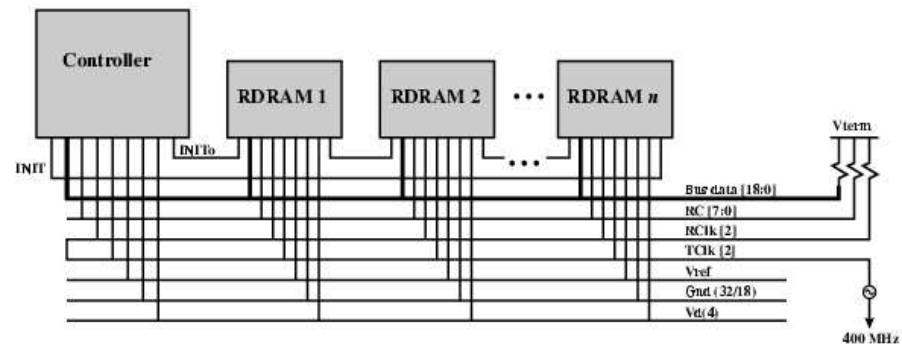 Controller
RDRAM 1
RDRAM 2
RDRAM n
INITo
INIT
Vterm
Bus data [18:0]
RC [7:0]
RClk [2]
TClk [2]
Vref
Gnd (32/18)
Vd(4)
400 MHz